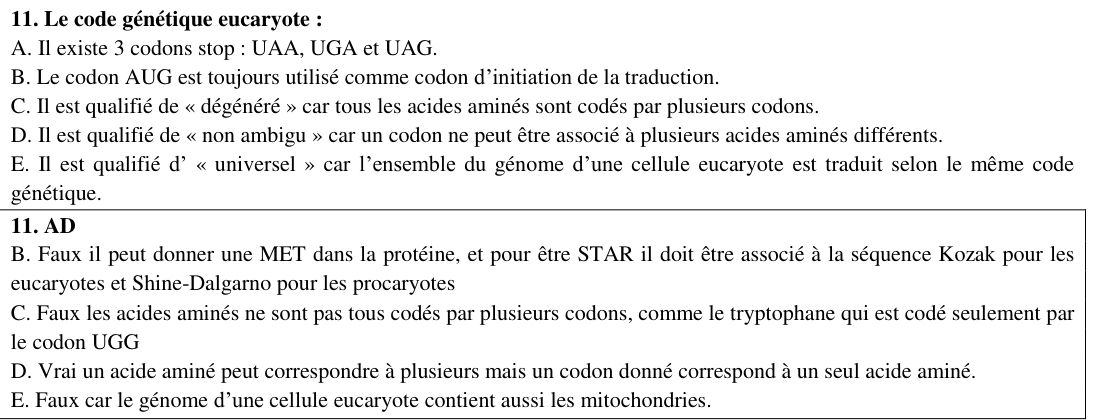 11. Le code génétique eucaryote :
A. Il existe 3 codons stop : UAA, UGA et UAG.
B. Le codon AUG est toujours utilisé comme codon d’initiation de la traduction.
C. Il est qualifié de « dégénéré » car tous les acides aminés sont codés par plusieurs codons.
D. Il est qualifié de « non ambigu » car un codon ne peut être associé à plusieurs acides aminés différents.
E. Il est qualifié d’ « universel » car l’ensemble du génome d’une cellule eucaryote est traduit selon le même code
génétique.
11. AD
B. Faux il peut donner une MET dans la protéine, et pour être STAR il doit être associé à la séquence Kozak pour les
eucaryotes et Shine-Dalgarno pour les procaryotes
C. Faux les acides aminés ne sont pas tous codés par plusieurs codons, comme le tryptophane qui est codé seulement par
le codon UGG
D. Vrai un acide aminé peut correspondre à plusieurs mais un codon donné correspond à un seul acide aminé.
E. Faux car le génome d’une cellule eucaryote contient aussi les mitochondries.